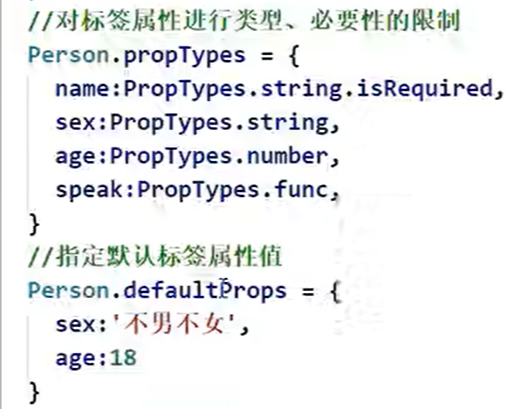 //对标签属性进行类型、必要性的限制
Person.propTypes = {
name:PropTypes.string.isRequired,
sex:PropTypes.string,
age:PropTypes.number,
speak:PropTypes.func,
}
//指定默认标签属性值
Person.defaultProps = {
sex:'不男不女',
age:18
}